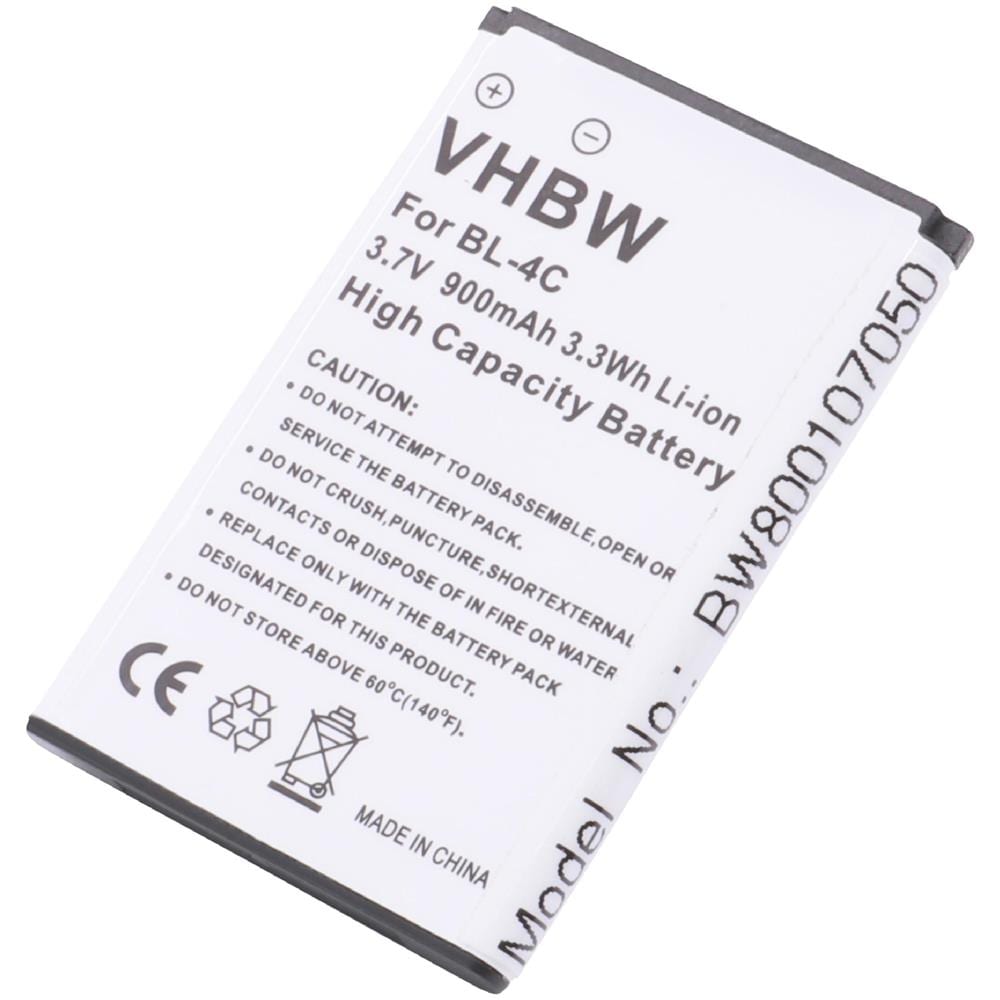 +
-
VHBW
For BL-4C
3.7V 900mAh 3.3Wh Li-ion
High Capacity Battery
CAUTION:
• DO NOT ATTEMPT TO DISASSEMBLE,OPEN OR
SERVICE THE BATTERY PACK.
• DO NOT CRUSH,PUNCTURE,SHORTEXTERNAL
CONTACTS OR DISPOSE OF IN FIRE OR WATER
• REPLACE ONLY WITH THE BATTERY PACK
DESIGNATED FOR THIS PRODUCT.
• DO NOT STORE ABOVE 60°C(140°F).
CE
MADE IN CHINA
Model No.: BW800107050